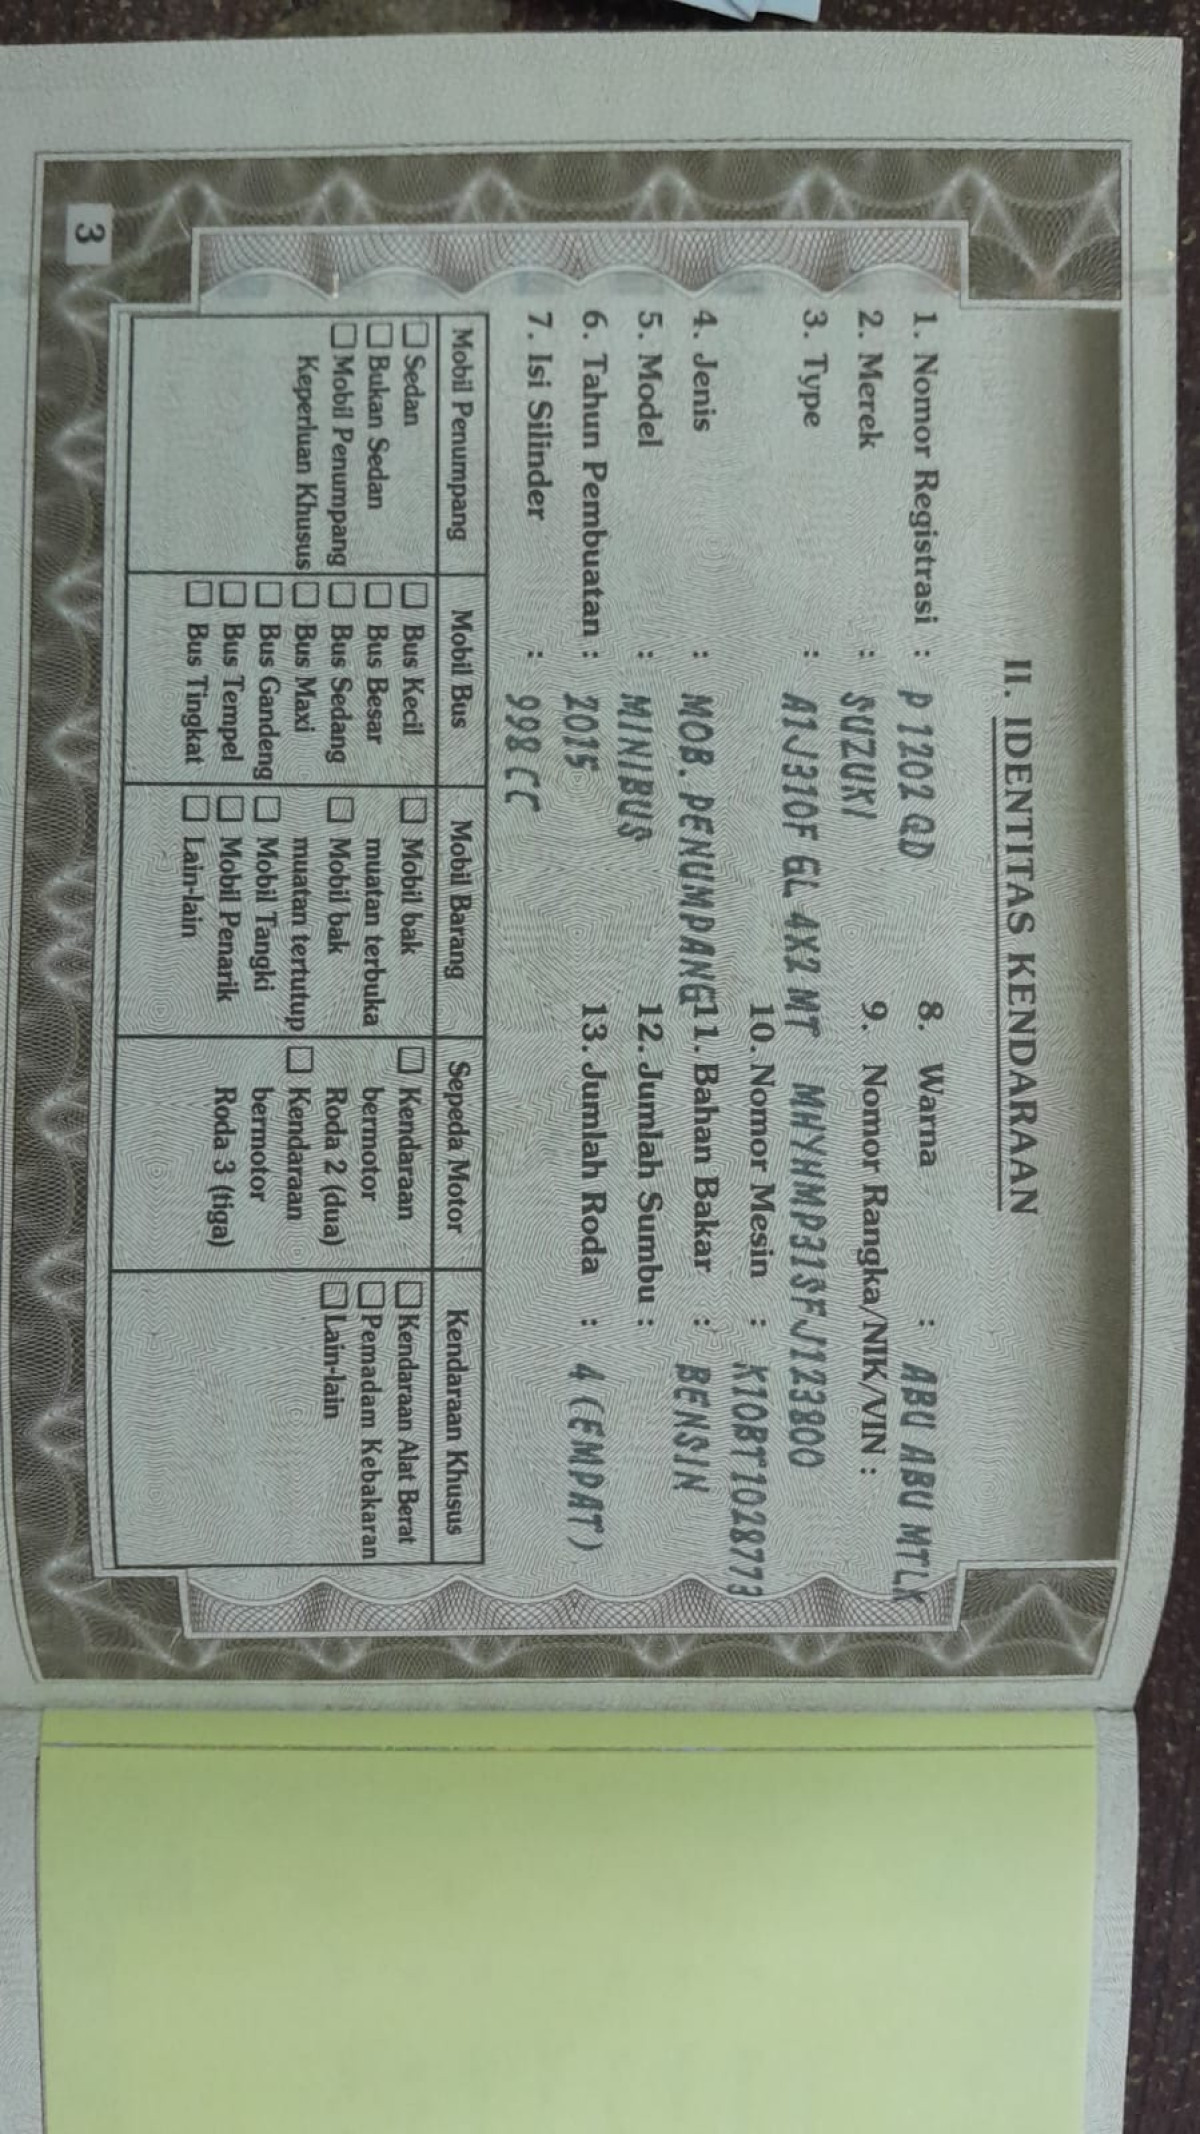 II. IDENTITAS KENDARAAN
1. Nomor Registrasi : P 1202 QD
2. Merek : SUZUKI
3. Type : A1J310F GL 4X2 MT
4. Jenis : MOB. PENUMPANG
5. Model : MINIBUS
6. Tahun Pembuatan : 2015
7. Isi Silinder : 998 CC
8. Warna : ABU ABU MTLK
9. Nomor Rangka/NIK/VIN :
MHYHMP31SFJ123800
10. Nomor Mesin : K10BT1028773
11. Bahan Bakar : BENSIN
12. Jumlah Sumbu :
13. Jumlah Roda : 4 (EMPAT)
Mobil Penumpang
☐ Sedan
☐ Bukan Sedan
☐ Mobil Penumpang
Keperluan Khusus
Mobil Bus
☐ Bus Kecil
☐ Bus Besar
☐ Bus Sedang
☐ Bus Maxi
☐ Bus Gandeng
☐ Bus Tempel
☐ Bus Tingkat
Mobil Barang
☐ Mobil bak
muatan terbuka
☐ Mobil bak
muatan tertutup
☐ Mobil Tangki
☐ Mobil Penarik
☐ Lain-lain
Sepeda Motor
☐ Kendaraan
bermotor
Roda 2 (dua)
☐ Kendaraan
bermotor
Roda 3 (tiga)
Kendaraan Khusus
☐ Kendaraan Alat Berat
☐ Pemadam Kebakaran
☐ Lain-lain
3